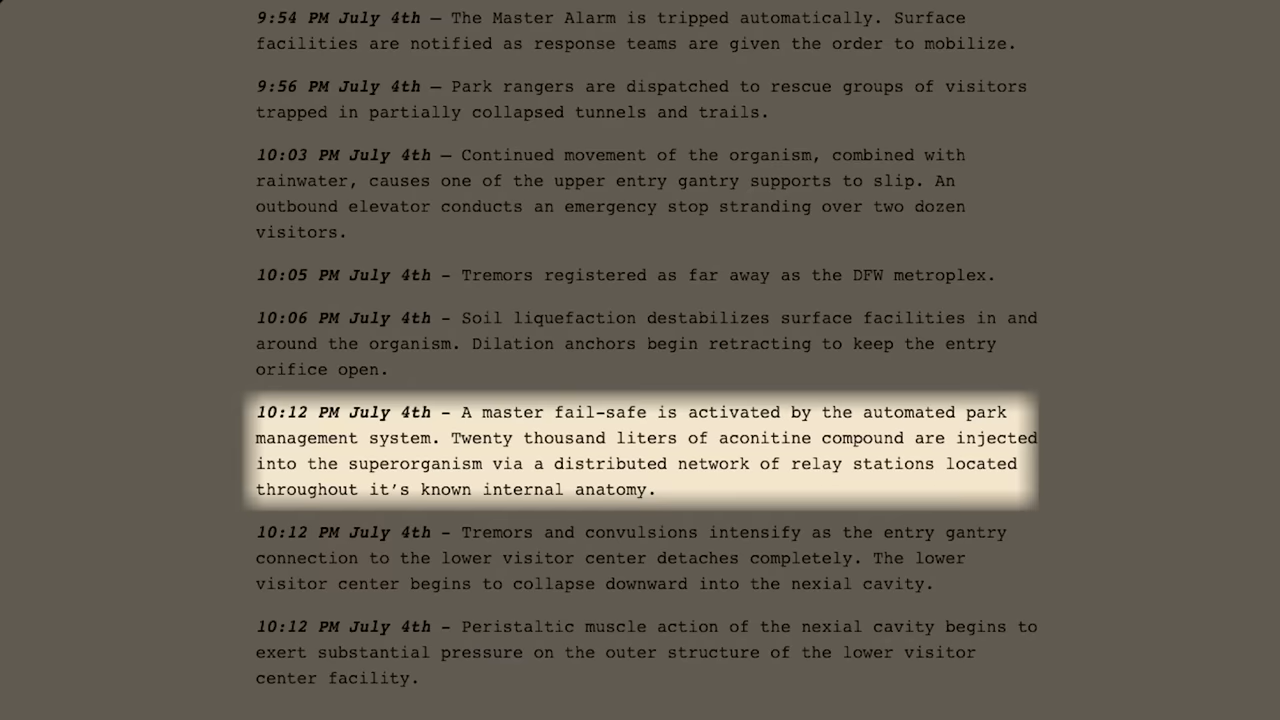 9:54 PM July 4th — The Master Alarm is tripped automatically. Surface
facilities are notified as response teams are given the order to mobilize.
9:56 PM July 4th — Park rangers are dispatched to rescue groups of visitors
trapped in partially collapsed tunnels and trails.
10:03 PM July 4th — Continued movement of the organism, combined with
rainwater, causes one of the upper entry gantry supports to slip. An
outbound elevator conducts an emergency stop stranding over two dozen
visitors.
10:05 PM July 4th – Tremors registered as far away as the DFW metroplex.
10:06 PM July 4th – Soil liquefaction destabilizes surface facilities in and
around the organism. Dilation anchors begin retracting to keep the entry
orifice open.
10:12 PM July 4th – A master fail-safe is activated by the automated park
management system. Twenty thousand liters of aconitine compound are injected
into the superorganism via a distributed network of relay stations located
throughout it’s known internal anatomy.
10:12 PM July 4th – Tremors and convulsions intensify as the entry gantry
connection to the lower visitor center detaches completely. The lower
visitor center begins to collapse downward into the nexial cavity.
10:12 PM July 4th – Peristaltic muscle action of the nexial cavity begins to
exert substantial pressure on the outer structure of the lower visitor
center facility.